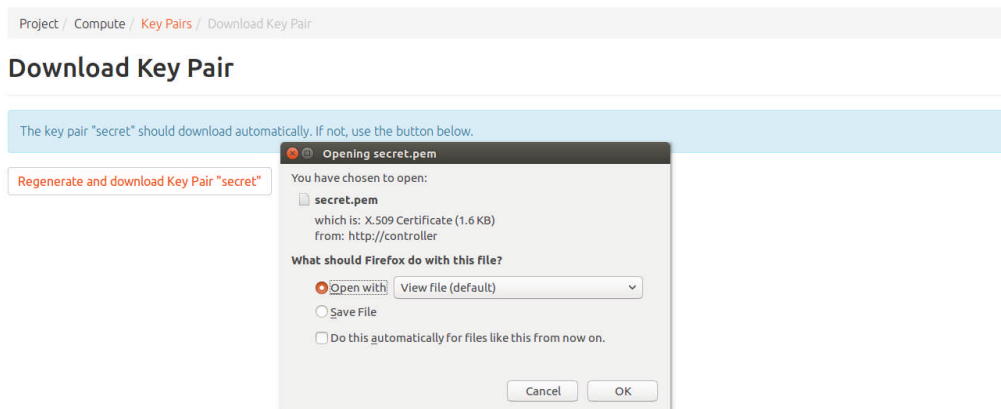 Project / Compute / Key Pairs / Download Key Pair
Download Key Pair
The key pair "secret" should download automatically. If not, use the button below.
Regenerate and download Key Pair "secret"
Opening secret.pem
You have chosen to open:
secret.pem
which is: X.509 Certificate (1.6 KB)
from: http://controller
What should Firefox do with this file?
Open with View file (default)
Save File
Do this automatically for files like this from now on.
Cancel OK